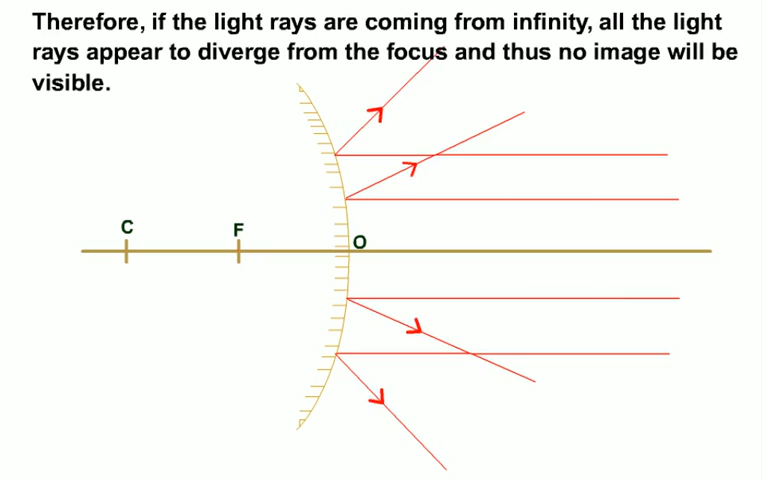 Therefore, if the light rays are coming from infinity, all the light
rays appear to diverge from the focus and thus no image will be
visible.
C
F
O